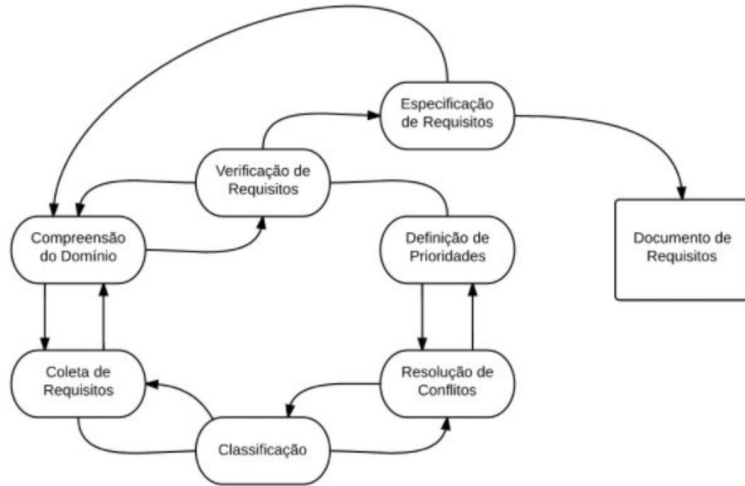 Especificação
de Requisitos
Verificação de
Requisitos
Compreensão
do Domínio
Definição de
Prioridades
Documento de
Requisitos
Coleta de
Requisitos
Resolução de
Conflitos
Classificação